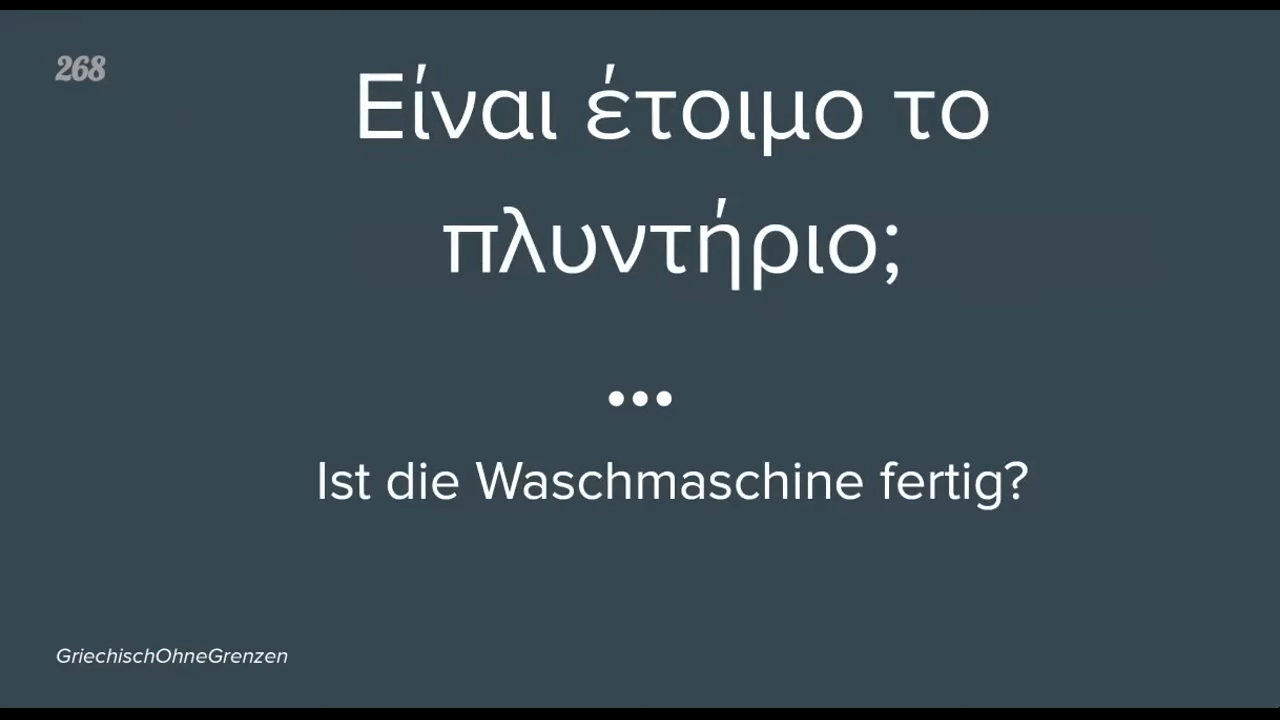 268
Είναι έτοιμο το
πλυντήριο;
...
Ist die Waschmaschine fertig?
GriechischOhneGrenzen